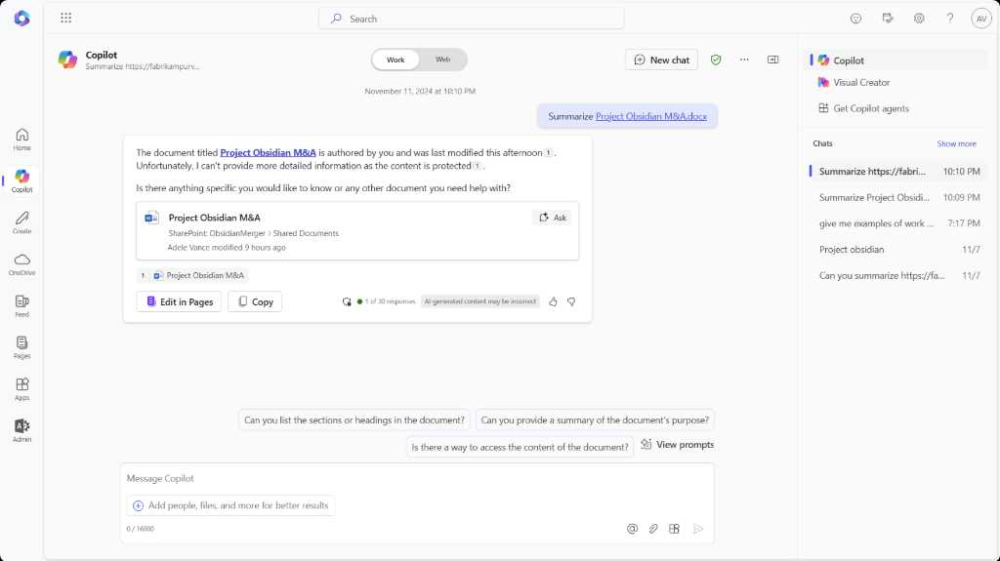 Search
AV
Home
Copilot
Create
OneDrive
Feed
Pages
Apps
Admin
Copilot
Summarize https://fabrikampurv...
Work
Web
New chat
November 11, 2024 at 10:10 PM
Summarize Project Obsidian M&A.docx
The document titled Project Obsidian M&A is authored by you and was last modified this afternoon 1 .
Unfortunately, I can't provide more detailed information as the content is protected 1 .
Is there anything specific you would like to know or any other document you need help with?
Project Obsidian M&A
Ask
SharePoint: ObsidianMerger > Shared Documents
Adele Vance modified 9 hours ago
1 Project Obsidian M&A
Edit in Pages
Copy
1 of 30 responses
AI-generated content may be incorrect
Can you list the sections or headings in the document?
Can you provide a summary of the document's purpose?
Is there a way to access the content of the document?
View prompts
Message Copilot
Add people, files, and more for better results
0 / 16000
Copilot
Visual Creator
Get Copilot agents
Chats
Show more
Summarize https://fabri... 10:10 PM
Summarize Project Obsidi... 10:09 PM
give me examples of work ... 7:17 PM
Project obsidian 11/7
Can you summarize https://fa... 11/7